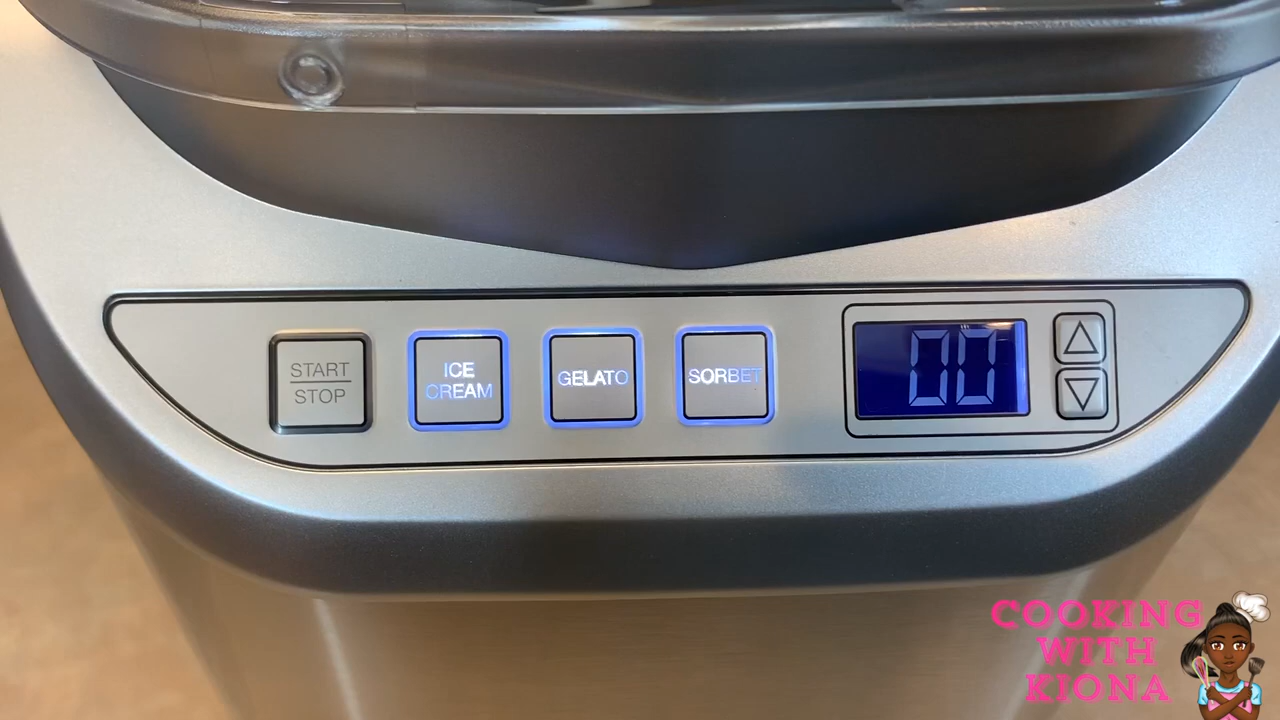 START
STOP
ICE
CREAM
GELATO
SORBET
00
COOKING
WITH
KIONA